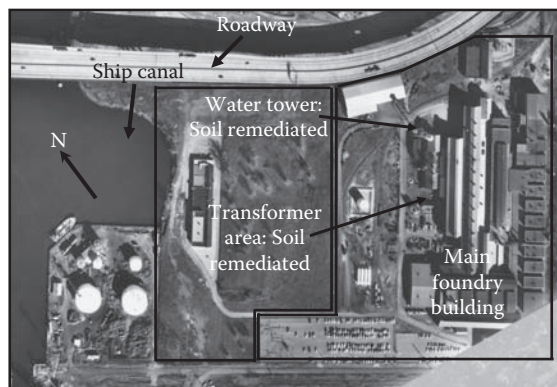 Roadway
Ship canal
Water tower:
Soil remediated
N
Transformer
area: Soil
remediated
Main
foundry
building